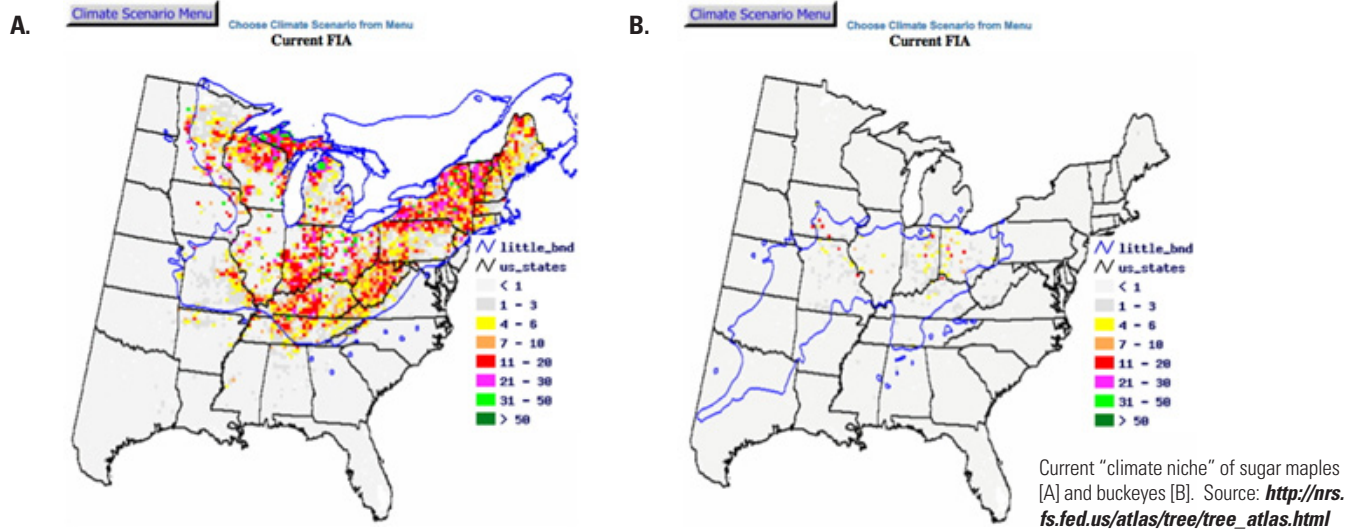 A.
Climate Scenario Menu
Choose Climate Scenario from Menu
Current FIA
little_bnd
us_states
< 1
1 - 3
4 - 6
7 - 10
11 - 20
21 - 30
31 - 50
> 50
B.
Climate Scenario Menu
Choose Climate Scenario from Menu
Current FIA
little_bnd
us_states
< 1
1 - 3
4 - 6
7 - 10
11 - 20
21 - 30
31 - 50
> 50
Current “climate niche” of sugar maples
[A] and buckeyes [B]. Source: http://nrs.
fs.fed.us/atlas/tree/tree_atlas.html